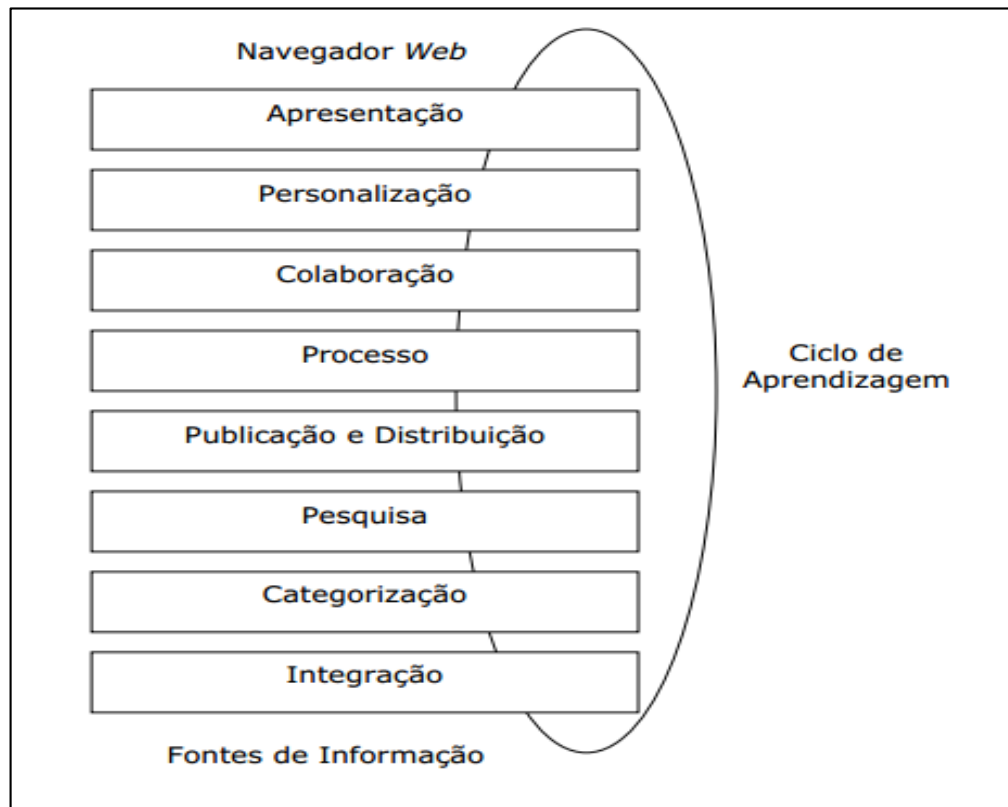 Navegador Web
Apresentação
Personalização
Colaboração
Processo
Publicação e Distribuição
Pesquisa
Categorização
Integração
Fontes de Informação
Ciclo de
Aprendizagem